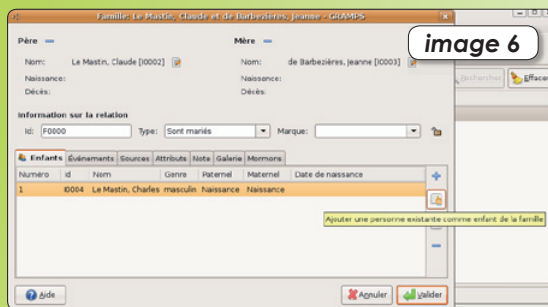 Famille: Le Mastin, Claude et de Barbezières, Jeanne - GRAMPS
image 6
Père
Mère
Nom: Le Mastin, Claude [I0002]
Nom: de Barbezières, Jeanne [I0003]
Rechercher
Effacer
Naissance:
Naissance:
Décès:
Décès:
Information sur la relation
Id: F0000 Type: Sont mariés Marque:
Enfants Événements Sources Attributs Note Galerie Mormons
Numéro id Nom Genre Paternel Maternel Date de naissance
1 I0004 Le Mastin, Charles masculin Naissance Naissance
Ajouter une personne existante comme enfant de la famille
Aide Annuler Valider